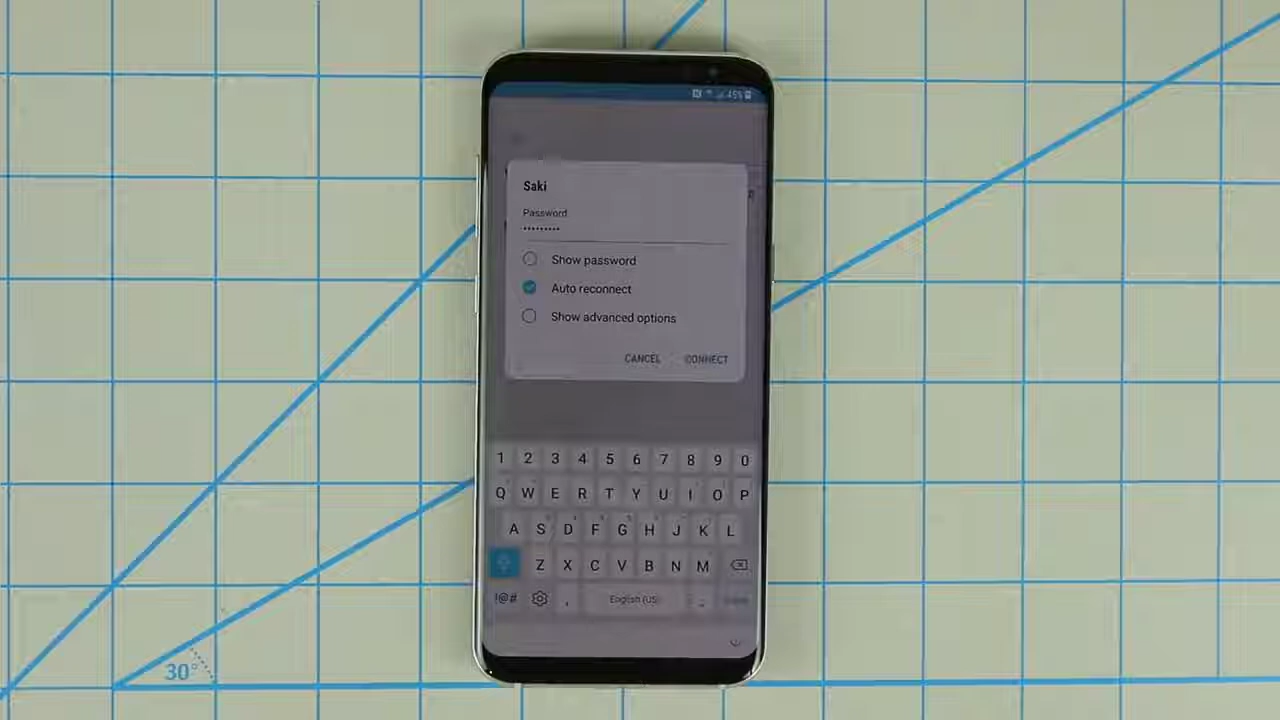 45%
Saki
Password
•••••••••
Show password
Auto reconnect
Show advanced options
CANCEL CONNECT
1 2 3 4 5 6 7 8 9 0
Q W E R T Y U I O P
A S D F G H J K L
Z X C V B N M
!@# , English (US) .
30°